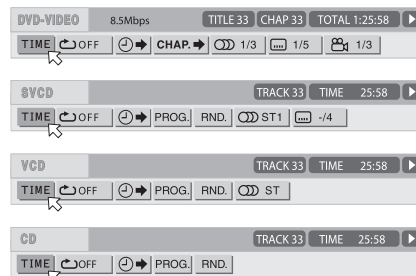 DVD-VIDEO 8.5Mbps TITLE 33 CHAP 33 TOTAL 1:25:58
TIME OFF CHAP. 1/3 1/5 1/3
SVCD TRACK 33 TIME 25:58
TIME OFF PROG. RND. ST1 -/4
VCD TRACK 33 TIME 25:58
TIME OFF PROG. RND. ST
CD TRACK 33 TIME 25:58
TIME OFF PROG. RND.